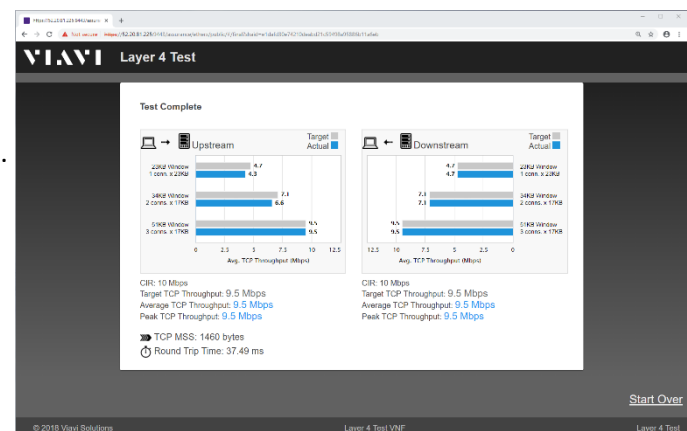 Layer 4 Test
VIAVI
Not secure
Test Complete
Upstream
Target
Actual
23KB Window
1 conn. x 23KB
4.7
4.3
34KB Window
2 conns. x 17KB
7.1
6.6
51KB Window
3 conns. x 17KB
9.5
9.5
0 2.5 5 7.5 10 12.5
Avg. TCP Throughput (Mbps)
CIR: 10 Mbps
Target TCP Throughput: 9.5 Mbps
Average TCP Throughput: 9.5 Mbps
Peak TCP Throughput: 9.5 Mbps
TCP MSS: 1460 bytes
Round Trip Time: 37.49 ms
Downstream
Target
Actual
4.7
4.7
23KB Window
1 conn. x 23KB
7.1
7.1
34KB Window
2 conns. x 17KB
9.5
9.5
51KB Window
3 conns. x 17KB
12.5 10 7.5 5 2.5 0
Avg. TCP Throughput (Mbps)
CIR: 10 Mbps
Target TCP Throughput: 9.5 Mbps
Average TCP Throughput: 9.5 Mbps
Peak TCP Throughput: 9.5 Mbps
Start Over
© 2018 Viavi Solutions
Layer 4 Test VNF
Layer 4 Test